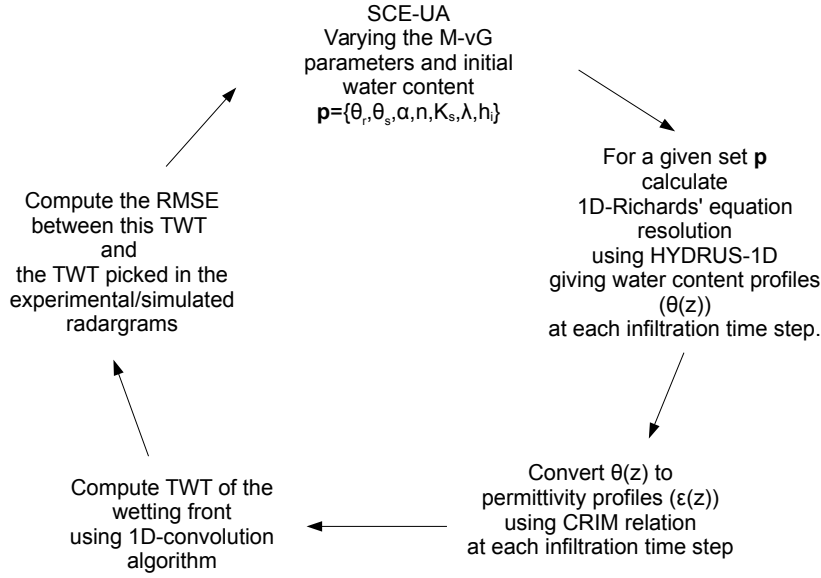 SCE-UA
Varying the M-vG
parameters and initial
water content
p={θr,θs,α,n,Ks,λ,hi}
For a given set p
calculate
1D-Richards' equation
resolution
using HYDRUS-1D
giving water content profiles
(θ(z))
at each infiltration time step.
Convert θ(z) to
permittivity profiles (ε(z))
using CRIM relation
at each infiltration time step
Compute TWT of the
wetting front
using 1D-convolution
algorithm
Compute the RMSE
between this TWT
and
the TWT picked in the
experimental/simulated
radargrams